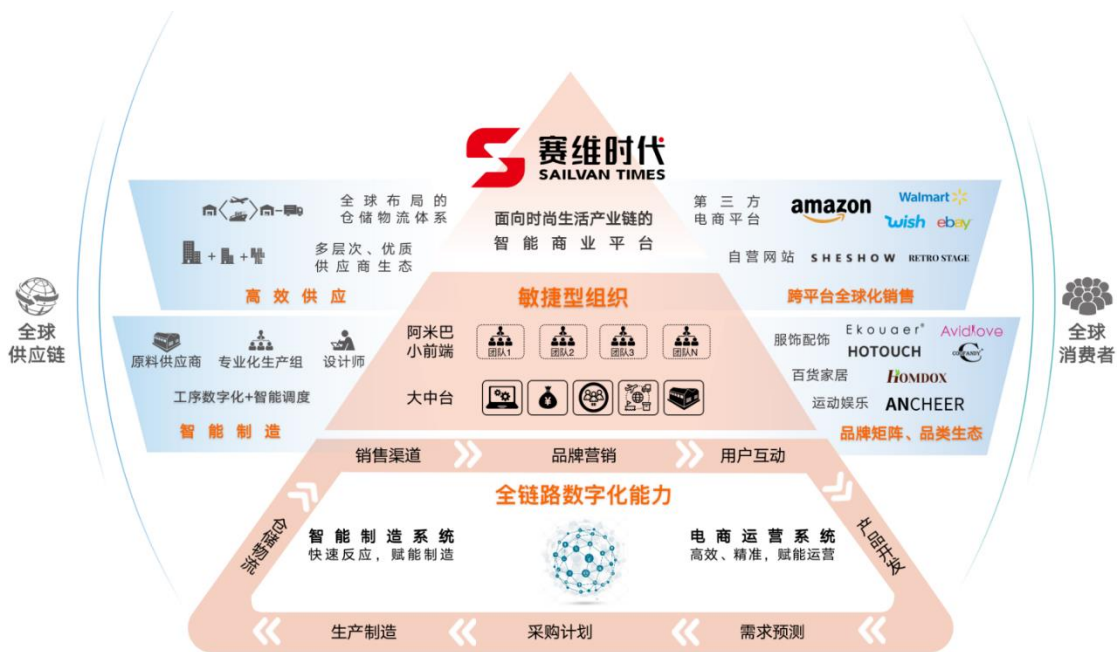 赛维时代
SAILVAN TIMES
面向时尚生活产业链的
智能商业平台
全球布局的
仓储物流体系
多层次、优质
供应商生态
高效供应
第三方
电商平台
amazon
Walmart
wish
ebay
自营网站
SHESHOW
RETRO STAGE
跨平台全球化销售
全球
供应链
全球
消费者
原料供应商
专业化生产组
设计师
工序数字化+智能调度
智能制造
敏捷型组织
阿米巴
小前端
团队1
团队2
团队3
团队N
大中台
服饰配饰
Ekouaer®
Avidlove
HOTOUCH
COOFANDY
百货家居
HOMDOX
运动娱乐
ANCHEER
品牌矩阵、品类生态
销售渠道
品牌营销
用户互动
全链路数字化能力
仓储物流
智能制造系统
快速反应，赋能制造
电商运营系统
高效、精准，赋能运营
产品开发
生产制造
采购计划
需求预测